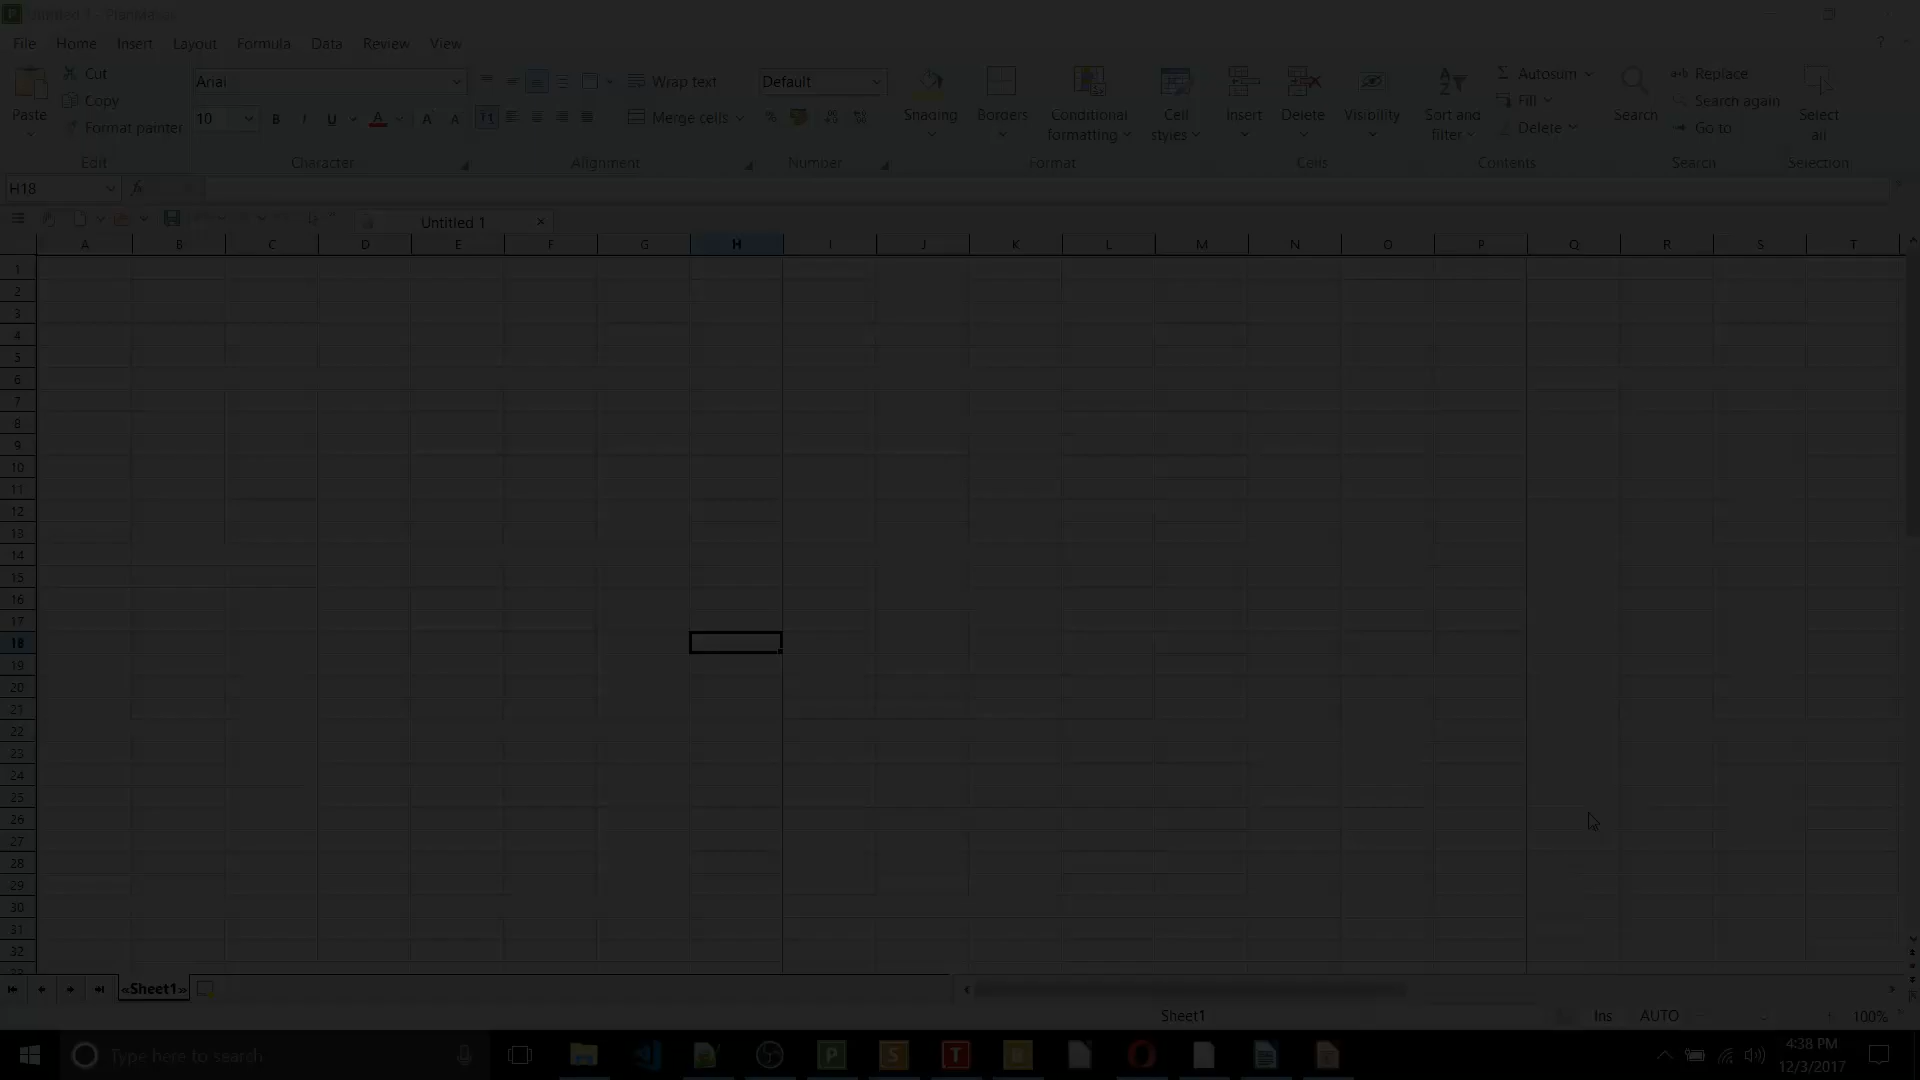 Untitled 1 - PlanMaker
File Home Insert Layout Formula Data Review View ?
Paste Cut Copy Format painter Edit
Arial 10 B I U A A A Character
Wrap text Merge cells Alignment
Default % Number
Shading Borders Conditional formatting Cell styles Format
Insert Delete Visibility Cells
Sort and filter Autosum Fill Delete Contents
Search Replace Search again Go to Search
Select all Selection
H18 fx
Untitled 1 ×
A B C D E F G H I J K L M N O P Q R S T
1
2
3
4
5
6
7
8
9
10
11
12
13
14
15
16
17
18
19
20
21
22
23
24
25
26
27
28
29
30
31
32
«Sheet1»
Sheet1 Ins AUTO 100%
Type here to search
P S T
4:38 PM
12/3/2017